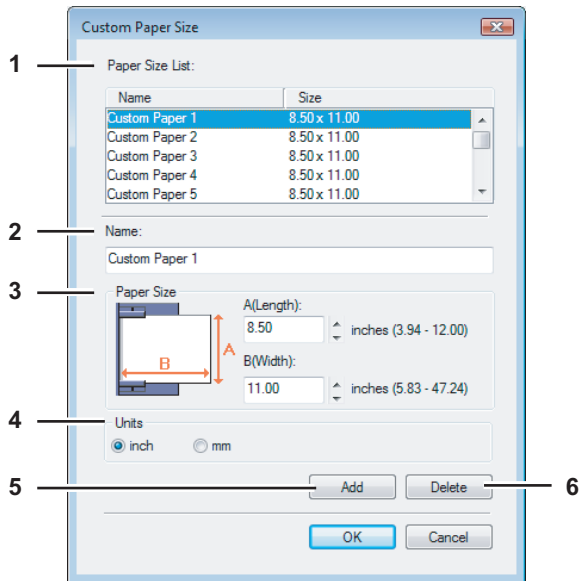 Custom Paper Size
1
Paper Size List:
Name Size
Custom Paper 1 8.50 x 11.00
Custom Paper 2 8.50 x 11.00
Custom Paper 3 8.50 x 11.00
Custom Paper 4 8.50 x 11.00
Custom Paper 5 8.50 x 11.00
2
Name:
Custom Paper 1
3
Paper Size
A(Length):
8.50 inches (3.94 - 12.00)
A
B
B(Width):
11.00 inches (5.83 - 47.24)
4
Units
inch mm
5 Add Delete 6
OK Cancel